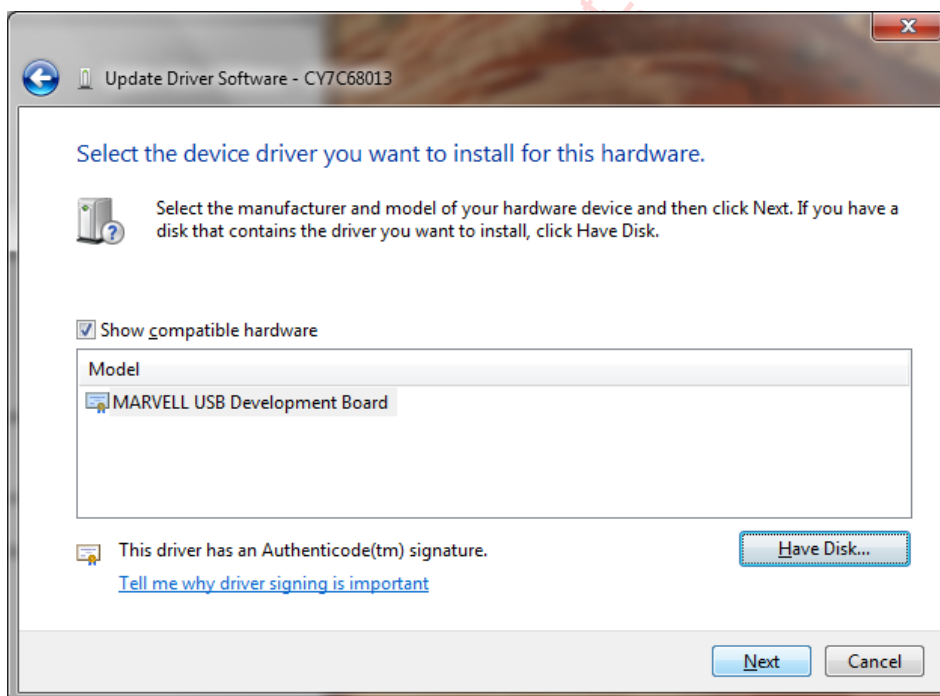 Update Driver Software - CY7C68013
Select the device driver you want to install for this hardware.
Select the manufacturer and model of your hardware device and then click Next. If you have a
disk that contains the driver you want to install, click Have Disk.
Show compatible hardware
Model
MARVELL USB Development Board
This driver has an Authenticode(tm) signature.
Have Disk...
Tell me why driver signing is important
Next
Cancel